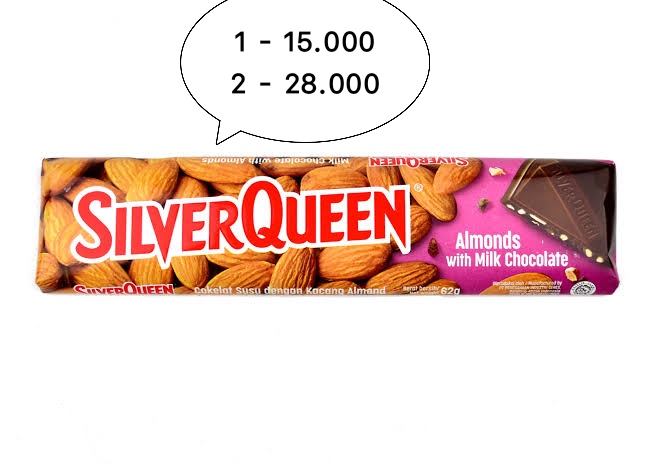 1 - 15.000
2 - 28.000
Milk Chocolate with Almonds
SILVERQUEEN
SILVERQUEEN®
Almonds
with Milk Chocolate
SILVERQUEEN
SILVERQUEEN
Cokelat Susu dengan Kacang Almond
62g